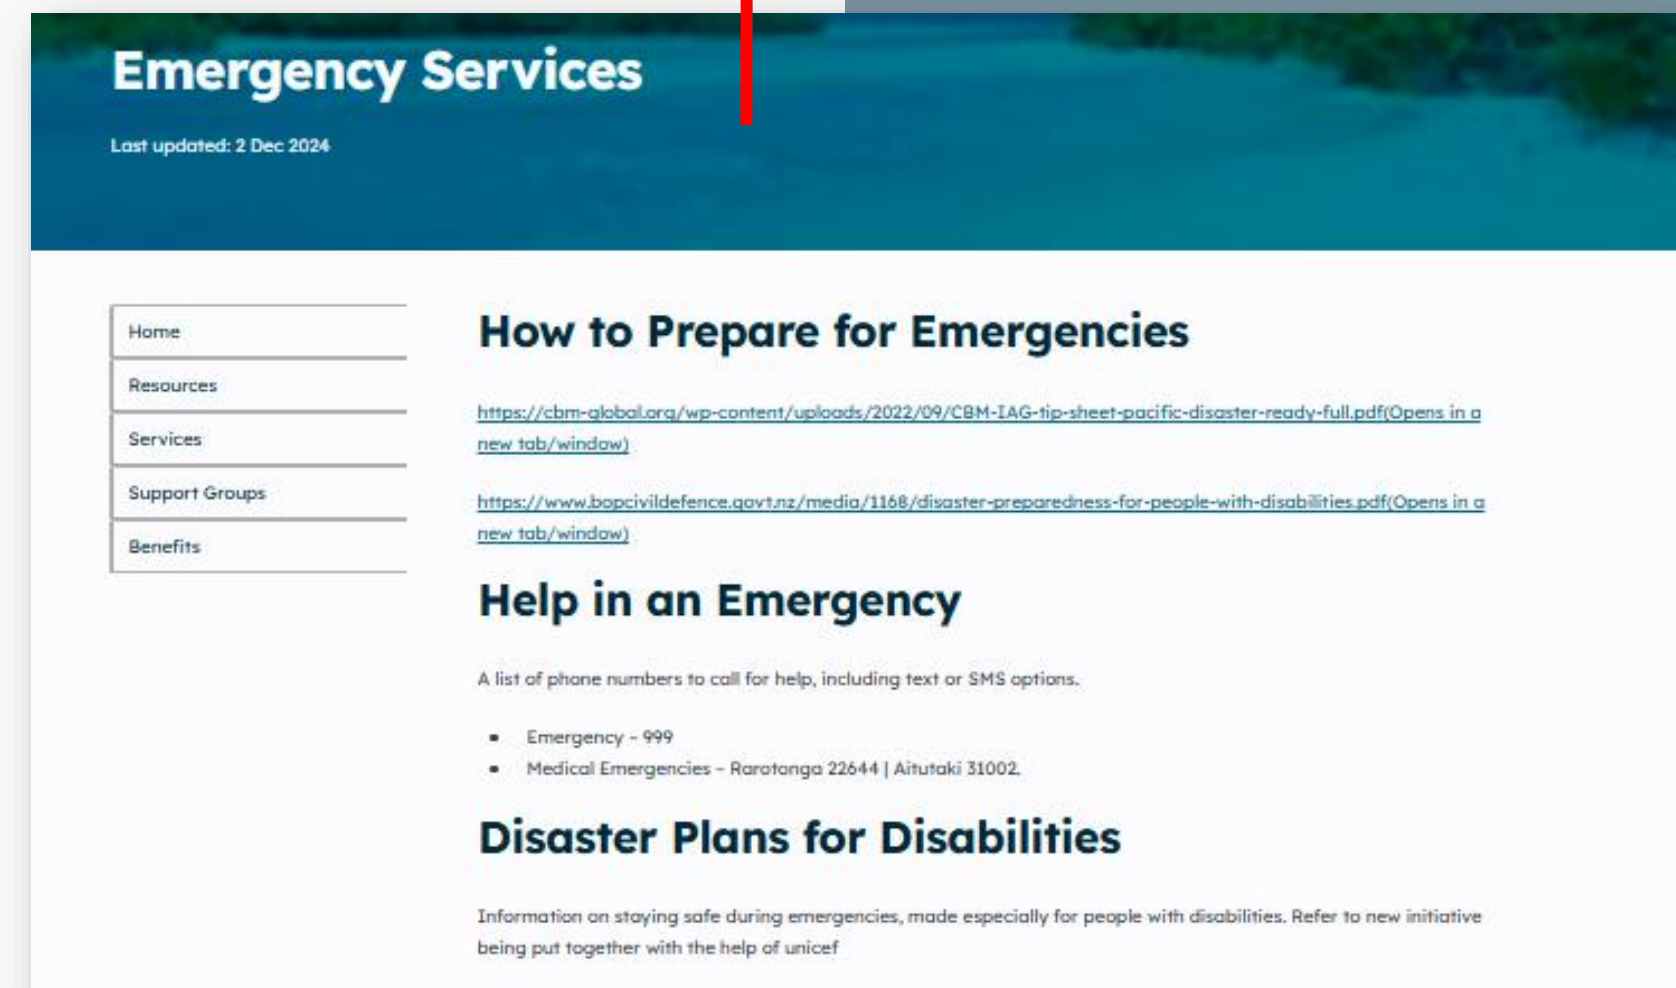 Emergency Services
Last updated: 2 Dec 2024
Home
Resources
Services
Support Groups
Benefits
How to Prepare for Emergencies
https://cbm-global.org/wp-content/uploads/2022/09/CBM-IAG-tip-sheet-pacific-disaster-ready-full.pdf(Opens in a
new tab/window)
https://www.bopcivildefence.govt.nz/media/1168/disaster-preparedness-for-people-with-disabilities.pdf(Opens in a
new tab/window)
Help in an Emergency
A list of phone numbers to call for help, including text or SMS options.
▪ Emergency – 999
▪ Medical Emergencies – Rarotonga 22644 | Aitutaki 31002.
Disaster Plans for Disabilities
Information on staying safe during emergencies, made especially for people with disabilities. Refer to new initiative
being put together with the help of unicef